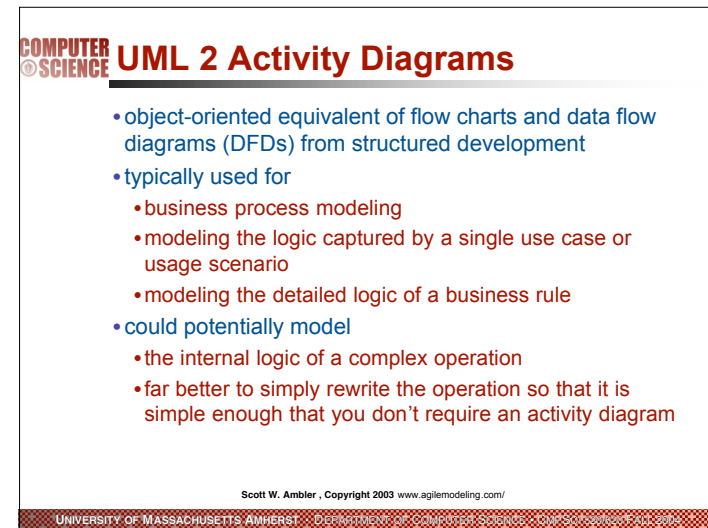 COMPUTER
SCIENCE
UML 2 Activity Diagrams
•object-oriented equivalent of flow charts and data flow
diagrams (DFDs) from structured development
•typically used for
•business process modeling
•modeling the logic captured by a single use case or
usage scenario
•modeling the detailed logic of a business rule
•could potentially model
•the internal logic of a complex operation
•far better to simply rewrite the operation so that it is
simple enough that you don't require an activity diagram
Scott W. Ambler , Copyright 2003 www.agilemodeling.com/
UNIVERSITY OF MASSACHUSETTS AMHERST DEPARTMENT OF COMPUTER SCIENCE FALL